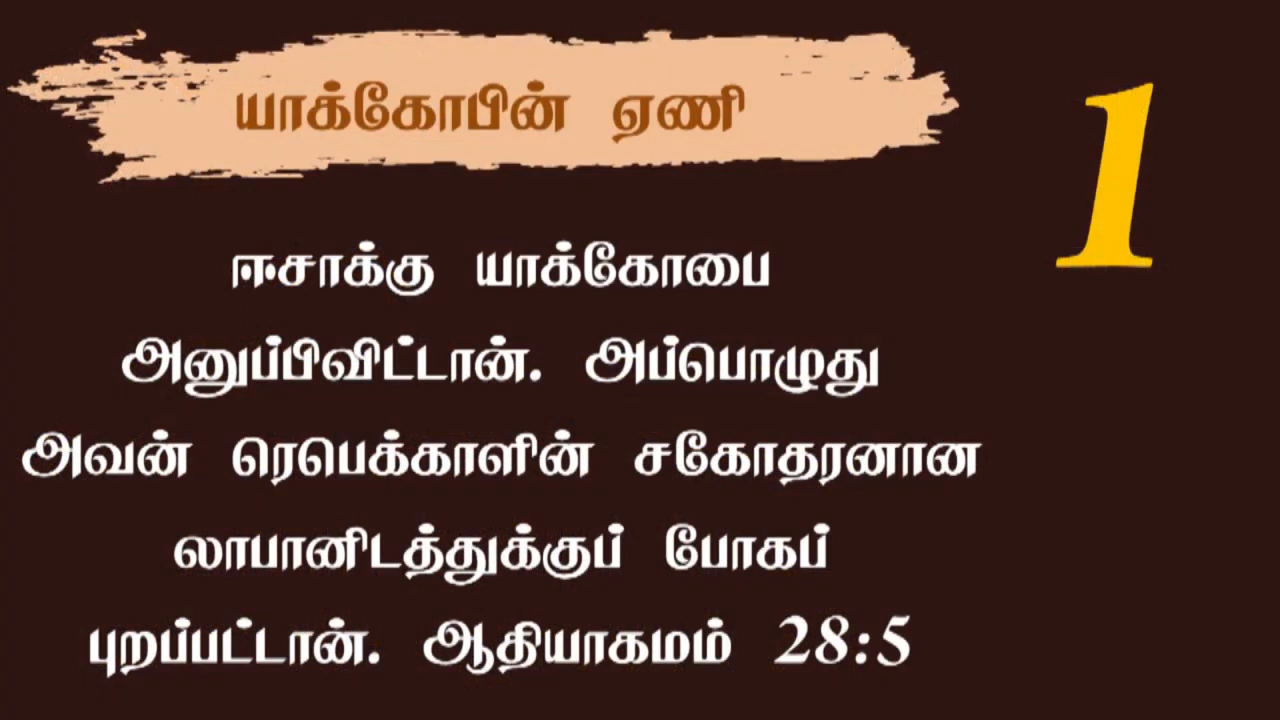 யாக்கோபின் ஏணி
1
ஈசாக்கு யாக்கோபை
அனுப்பிவிட்டான். அப்பொழுது
அவன் ரெபெக்காளின் சகோதரனான
லாபானிடத்துக்குப் போகப்
புறப்பட்டான். ஆதியாகமம் 28:5